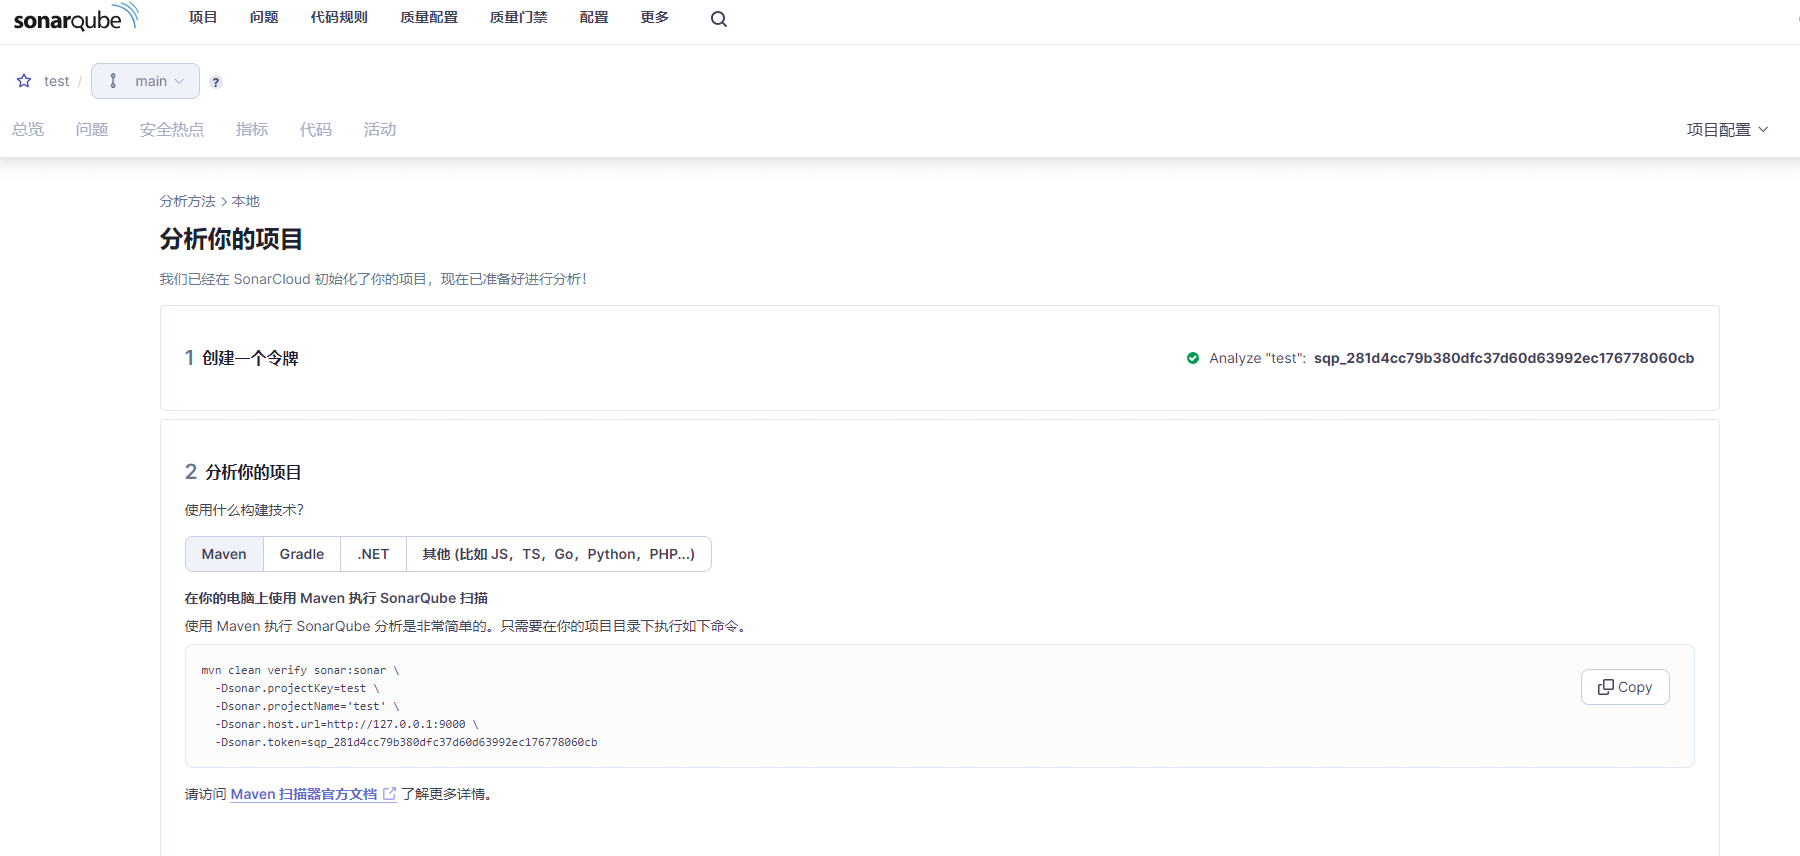 sonarqube 项目 问题 代码规则 质量配置 质量门禁 配置 更多
test / main ?
总览 问题 安全热点 指标 代码 活动 项目配置
分析方法 > 本地
分析你的项目
我们已经在 SonarCloud 初始化了你的项目，现在已准备好进行分析！
1 创建一个令牌 Analyze "test": sqp_281d4cc79b380dfc37d60d63992ec176778060cb
2 分析你的项目
使用什么构建技术？
Maven Gradle .NET 其他 (比如 JS，TS，Go，Python，PHP...)
在你的电脑上使用 Maven 执行 SonarQube 扫描
使用 Maven 执行 SonarQube 分析是非常简单的。只需要在你的项目目录下执行如下命令。
mvn clean verify sonar:sonar \
-Dsonar.projectKey=test \
Copy
-Dsonar.projectName='test' \
-Dsonar.host.url=http://127.0.0.1:9000 \
-Dsonar.token=sqp_281d4cc79b380dfc37d60d63992ec176778060cb
请访问 Maven 扫描器官方文档 了解更多详情。